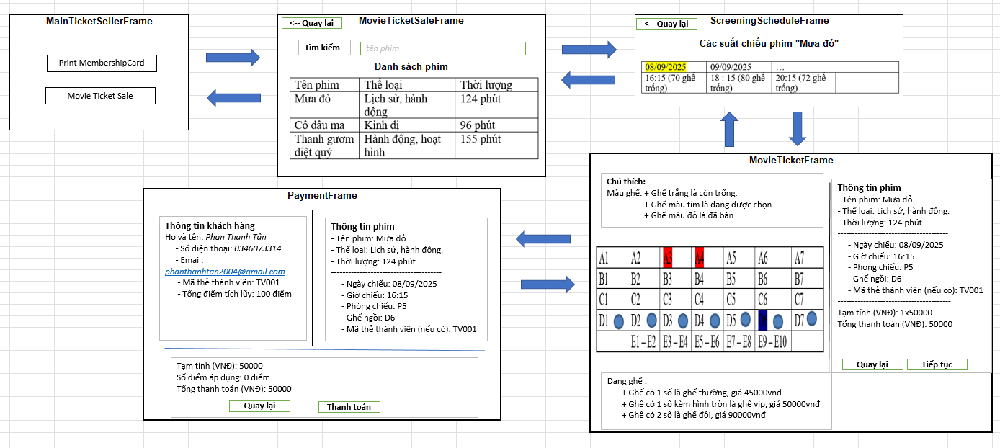 MainTicketSellerFrame
Print MembershipCard
Movie Ticket Sale
<-- Quay lại
MovieTicketSaleFrame
Tìm kiếm
tên phim
Danh sách phim
Tên phim Thể loại Thời lượng
Mưa đỏ Lịch sử, hành động 124 phút
Cô dâu ma Kinh dị 96 phút
Thanh gươm diệt quỷ Hành động, hoạt hình 155 phút
<-- Quay lại
ScreeningScheduleFrame
Các suất chiếu phim "Mưa đỏ"
08/09/2025 09/09/2025 ...
16:15 (70 ghế trống) 18 : 15 (80 ghế trống) 20:15 (72 ghế trống)
MovieTicketFrame
Chú thích:
Màu ghế: + Ghế trắng là còn trống.
+ Ghế màu tím là đang được chọn
+ Ghế màu đỏ là đã bán
A1 A2 A3 A4 A5 A6 A7
B1 B2 B3 B4 B5 B6 B7
C1 C2 C3 C4 C5 C6 C7
D1 D2 D3 D4 D5 D6 D7
E1 – E2 E3 – E4 E5 – E6 E7 – E8 E9 – E10
Dạng ghế :
+ Ghế có 1 số là ghế thường, giá 45000vnđ
+ Ghế có 1 số kèm hình tròn là ghế vip, giá 50000vnđ
+ Ghế có 2 số là ghế đôi, giá 90000vnđ
Thông tin phim
- Tên phim: Mưa đỏ
- Thể loại: Lịch sử, hành động.
- Thời lượng: 124 phút.
---------------------------------------
- Ngày chiếu: 08/09/2025
- Giờ chiếu: 16:15
- Phòng chiếu: P5
- Ghế ngồi: D6
- Mã thẻ thành viên (nếu có): TV001
----------------------------------------
Tạm tính (VNĐ): 1x50000
Tổng thanh toán (VNĐ): 50000
Quay lại
Tiếp tục
PaymentFrame
Thông tin khách hàng
Họ và tên: Phan Thanh Tân
- Số điện thoại: 0346073314
- Email:
phanthanhtan2004@gmail.com
- Mã thẻ thành viên: TV001
- Tổng điểm tích lũy: 100 điểm
Thông tin phim
- Tên phim: Mưa đỏ
- Thể loại: Lịch sử, hành động.
- Thời lượng: 124 phút.
---------------------------------------
- Ngày chiếu: 08/09/2025
- Giờ chiếu: 16:15
- Phòng chiếu: P5
- Ghế ngồi: D6
- Mã thẻ thành viên (nếu có): TV001
Tạm tính (VNĐ): 50000
Số điểm áp dụng: 0 điểm
Tổng thanh toán (VNĐ): 50000
Quay lại
Thanh toán